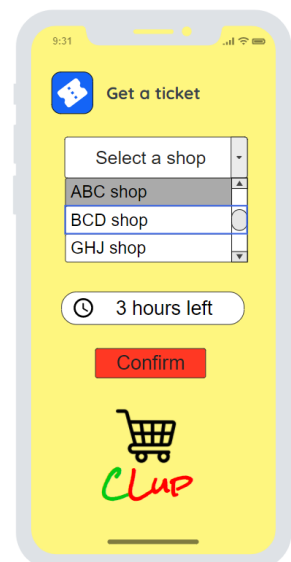 9:31
Get a ticket
Select a shop
ABC shop
BCD shop
GHJ shop
3 hours left
Confirm
CLup